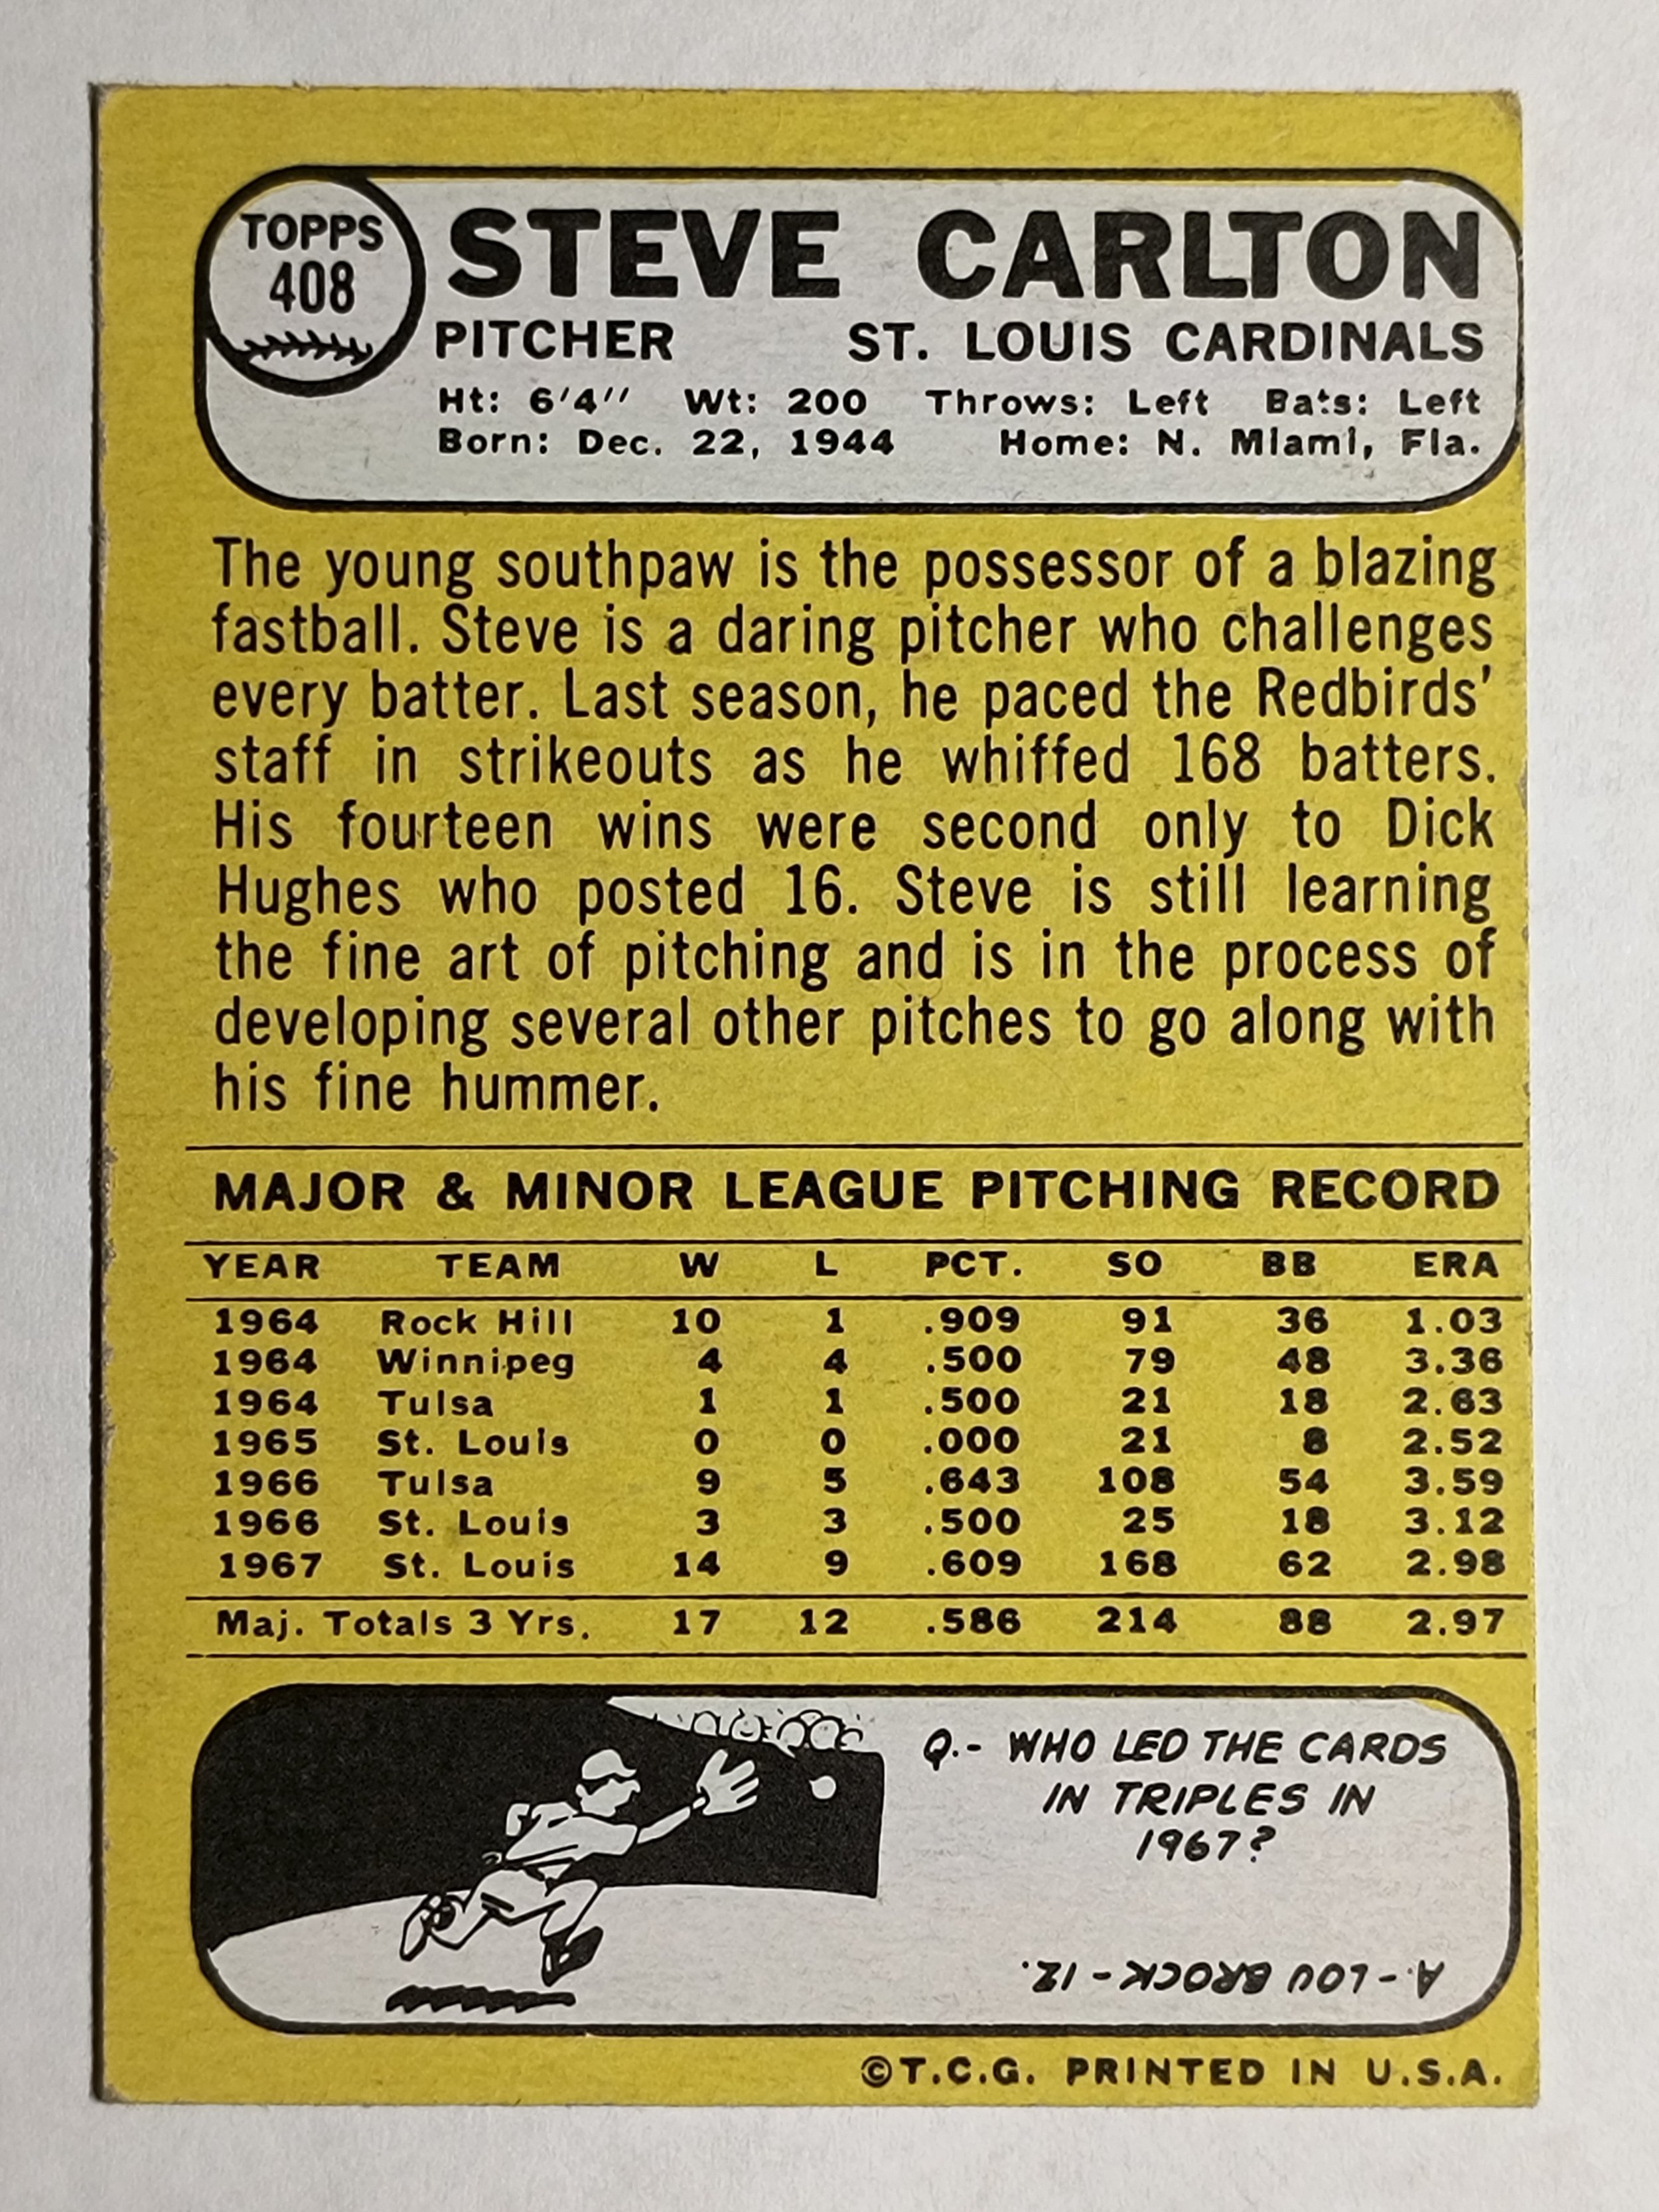 TOPPS
408
STEVE CARLTON
PITCHER ST. LOUIS CARDINALS
Ht: 6'4" Wt: 200 Throws: Left Bats: Left
Born: Dec. 22, 1944 Home: N. Miami, Fla.
The young southpaw is the possessor of a blazing
fastball. Steve is a daring pitcher who challenges
every batter. Last season, he paced the Redbirds'
staff in strikeouts as he whiffed 168 batters.
His fourteen wins were second only to Dick
Hughes who posted 16. Steve is still learning
the fine art of pitching and is in the process of
developing several other pitches to go along with
his fine hummer.
MAJOR & MINOR LEAGUE PITCHING RECORD
YEAR TEAM W L PCT. SO BB ERA
1964 Rock Hill 10 1 .909 91 36 1.03
1964 Winnipeg 4 4 .500 79 48 3.36
1964 Tulsa 1 1 .500 21 18 2.63
1965 St. Louis 0 0 .000 21 8 2.52
1966 Tulsa 9 5 .643 108 54 3.59
1966 St. Louis 3 3 .500 25 18 3.12
1967 St. Louis 14 9 .609 168 62 2.98
Maj. Totals 3 Yrs. 17 12 .586 214 88 2.97
Q.- WHO LED THE CARDS
IN TRIPLES IN
1967?
A.- LOU BROCK - 12.
©T.C.G. PRINTED IN U.S.A.